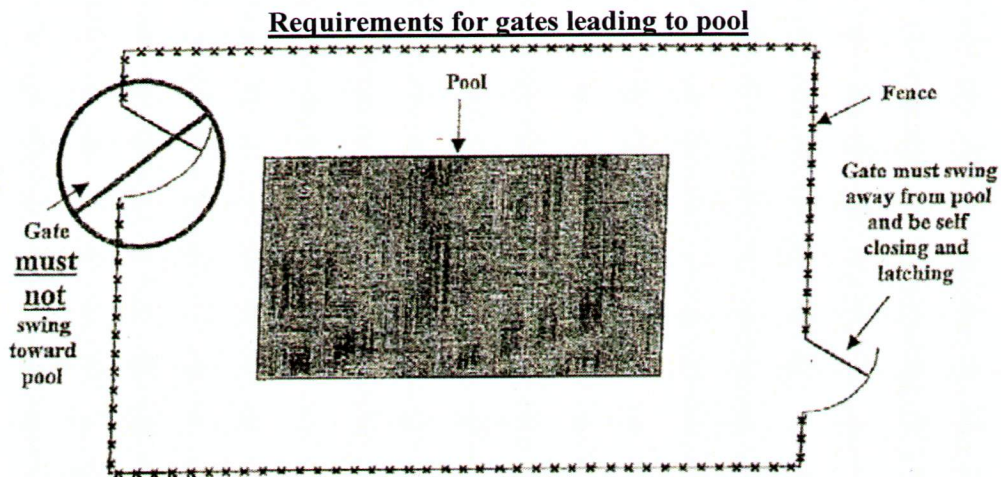 Requirements for gates leading to pool
Pool
Fence
Gate must swing
away from pool
and be self
closing and
latching
Gate
must
not
swing
toward
pool